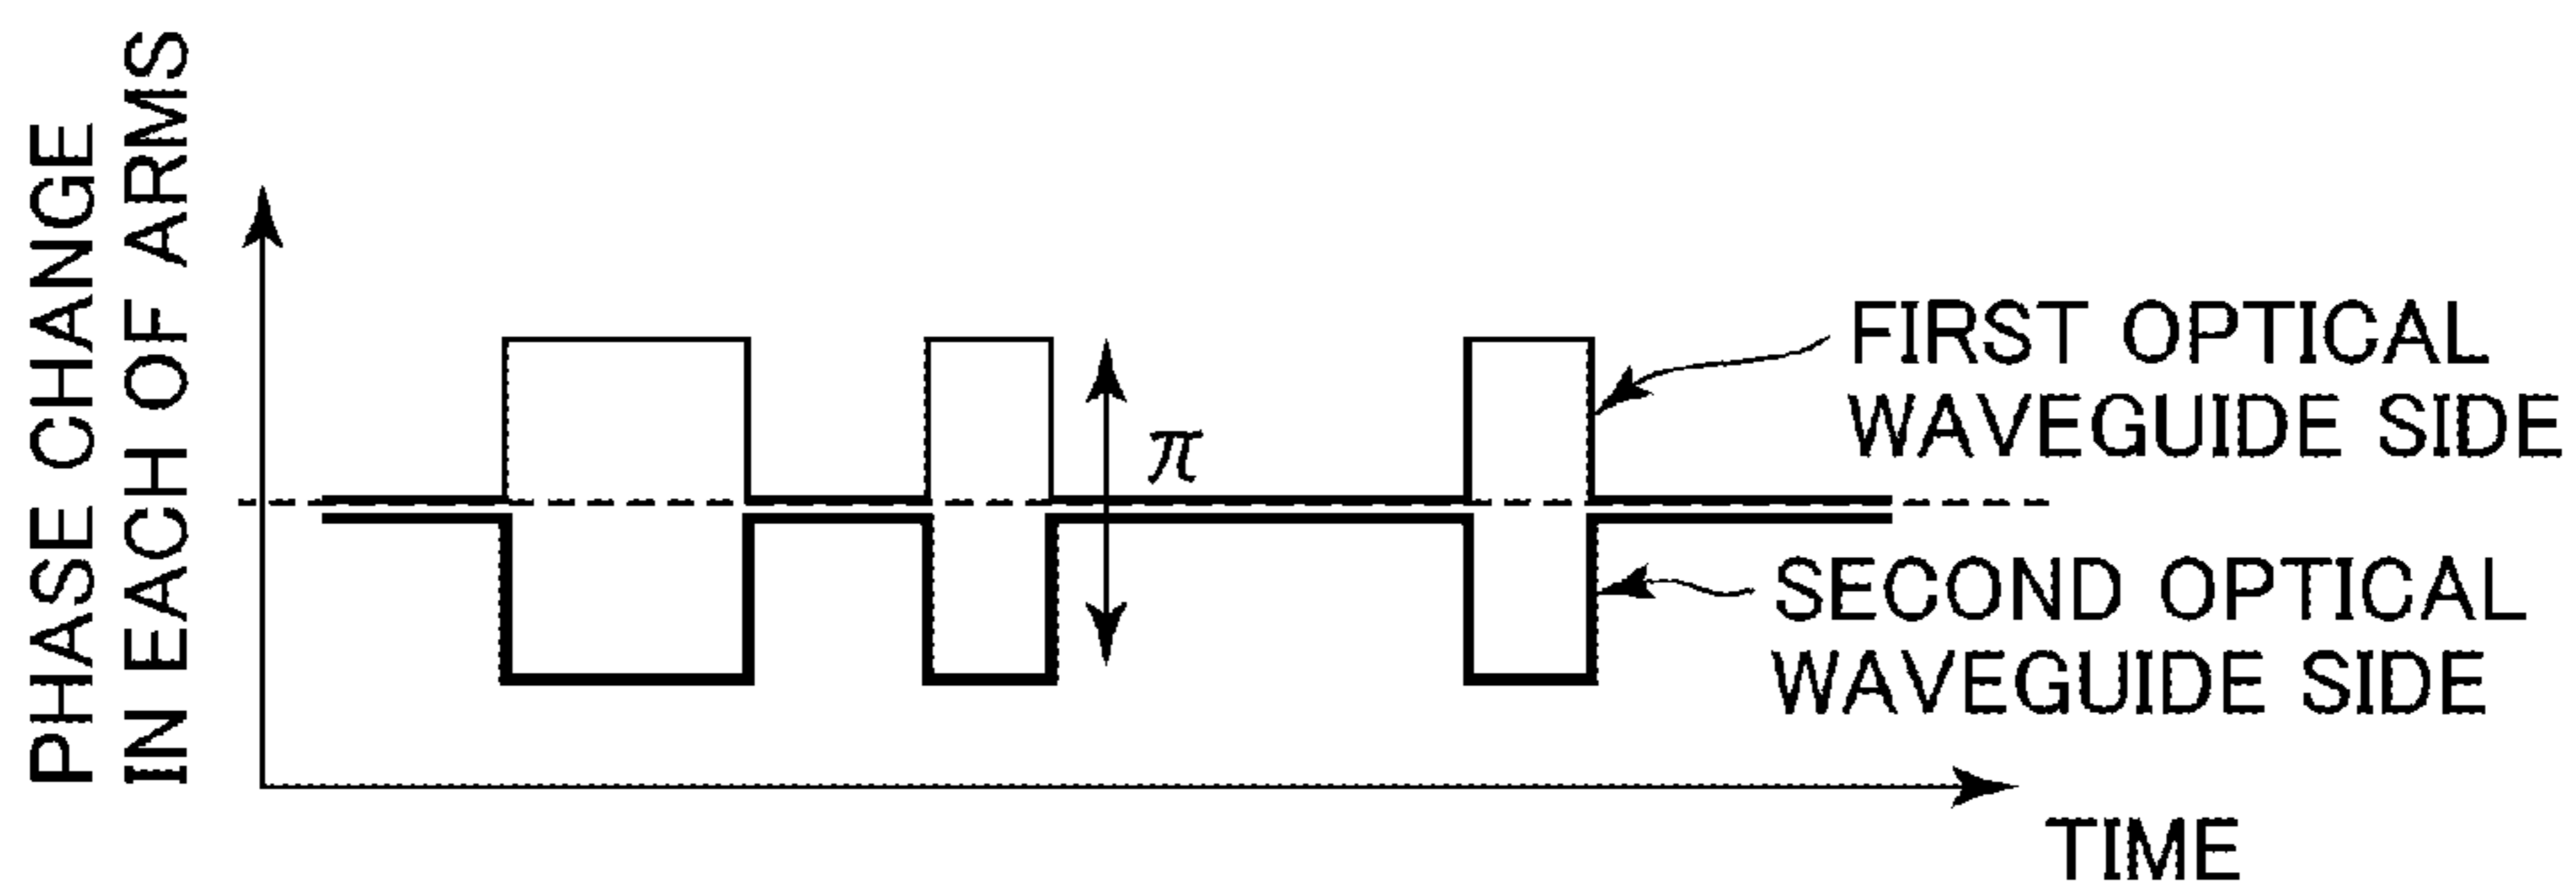 PHASE CHANGE
IN EACH OF ARMS
π
FIRST OPTICAL
WAVEGUIDE SIDE
SECOND OPTICAL
WAVEGUIDE SIDE
TIME